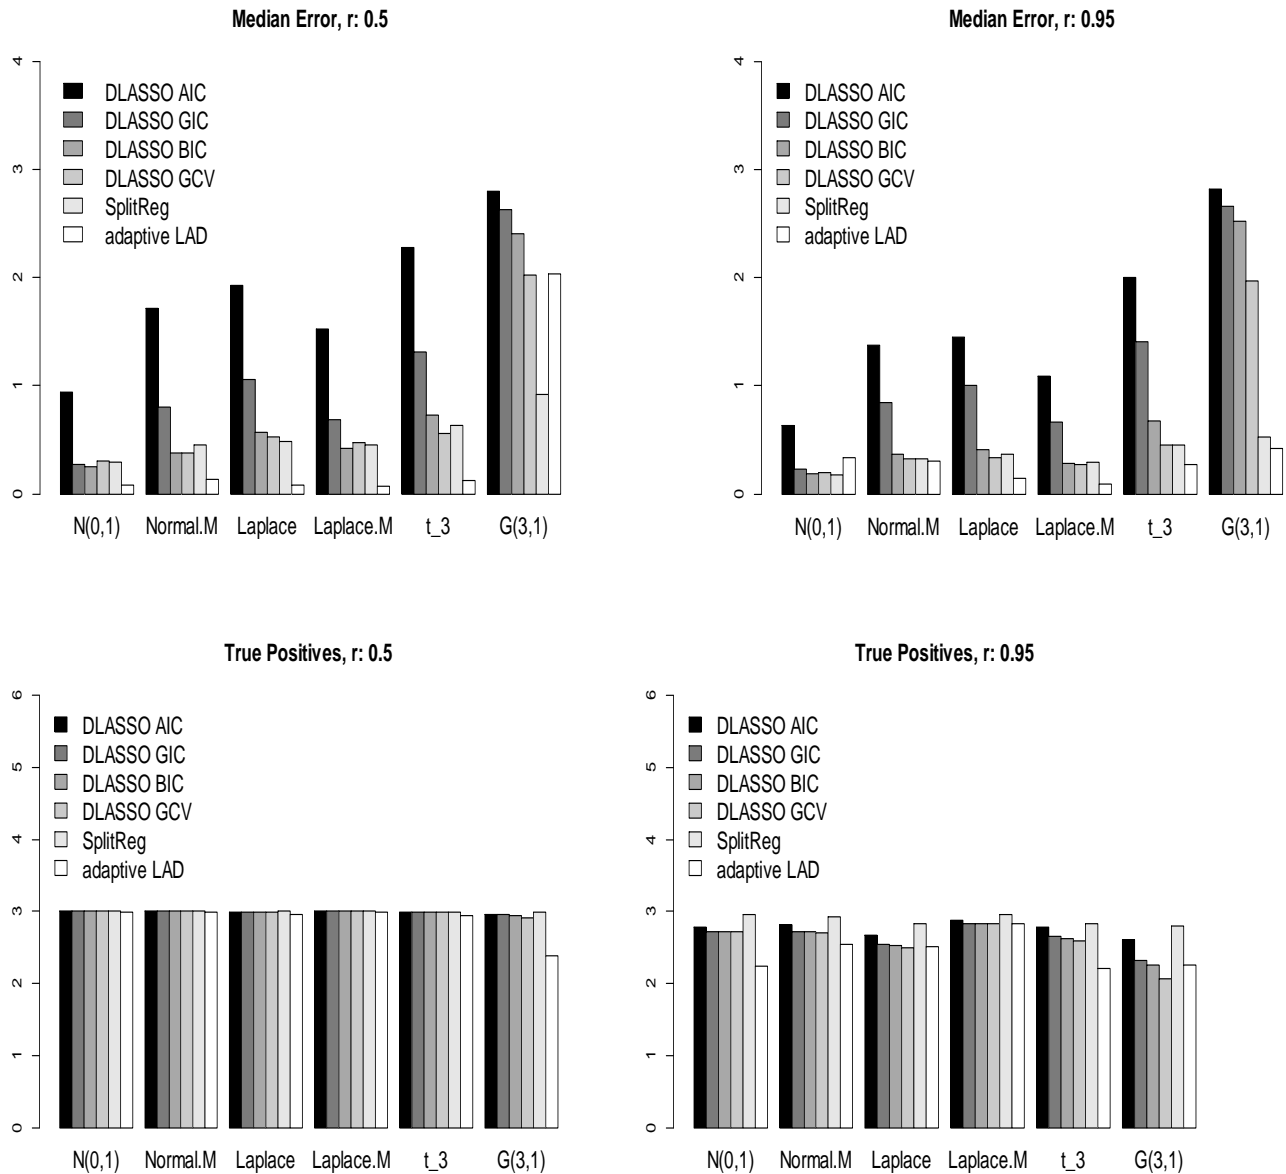 Median Error, r: 0.5
4
3
2
1
0
DLASSO AIC
DLASSO GIC
DLASSO BIC
DLASSO GCV
SplitReg
adaptive LAD
N(0,1) Normal.M Laplace Laplace.M t_3 G(3,1)
Median Error, r: 0.95
4
3
2
1
0
DLASSO AIC
DLASSO GIC
DLASSO BIC
DLASSO GCV
SplitReg
adaptive LAD
N(0,1) Normal.M Laplace Laplace.M t_3 G(3,1)
True Positives, r: 0.5
6
5
4
3
2
1
0
DLASSO AIC
DLASSO GIC
DLASSO BIC
DLASSO GCV
SplitReg
adaptive LAD
N(0,1) Normal.M Laplace Laplace.M t_3 G(3,1)
True Positives, r: 0.95
6
5
4
3
2
1
0
DLASSO AIC
DLASSO GIC
DLASSO BIC
DLASSO GCV
SplitReg
adaptive LAD
N(0,1) Normal.M Laplace Laplace.M t_3 G(3,1)